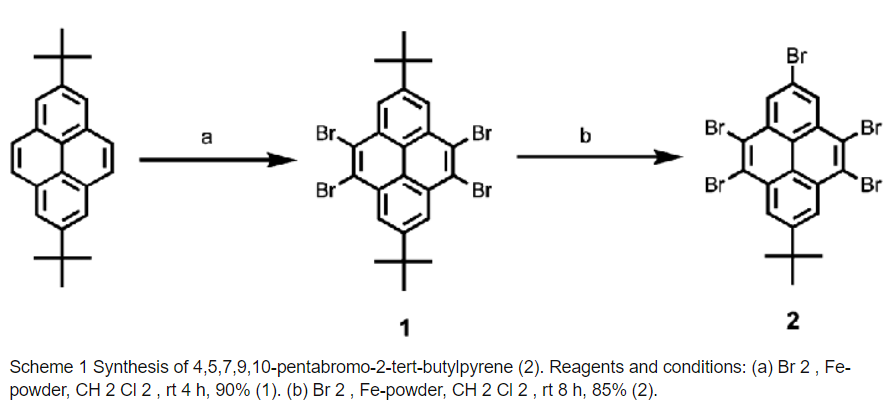 Br
a
b
Br
Br
Br
Br
Br
Br
Br
Br
1
2
Scheme 1 Synthesis of 4,5,7,9,10-pentabromo-2-tert-butylpyrene (2). Reagents and conditions: (a) Br 2 , Fe-
powder, CH 2 Cl 2 , rt 4 h, 90% (1). (b) Br 2 , Fe-powder, CH 2 Cl 2 , rt 8 h, 85% (2).